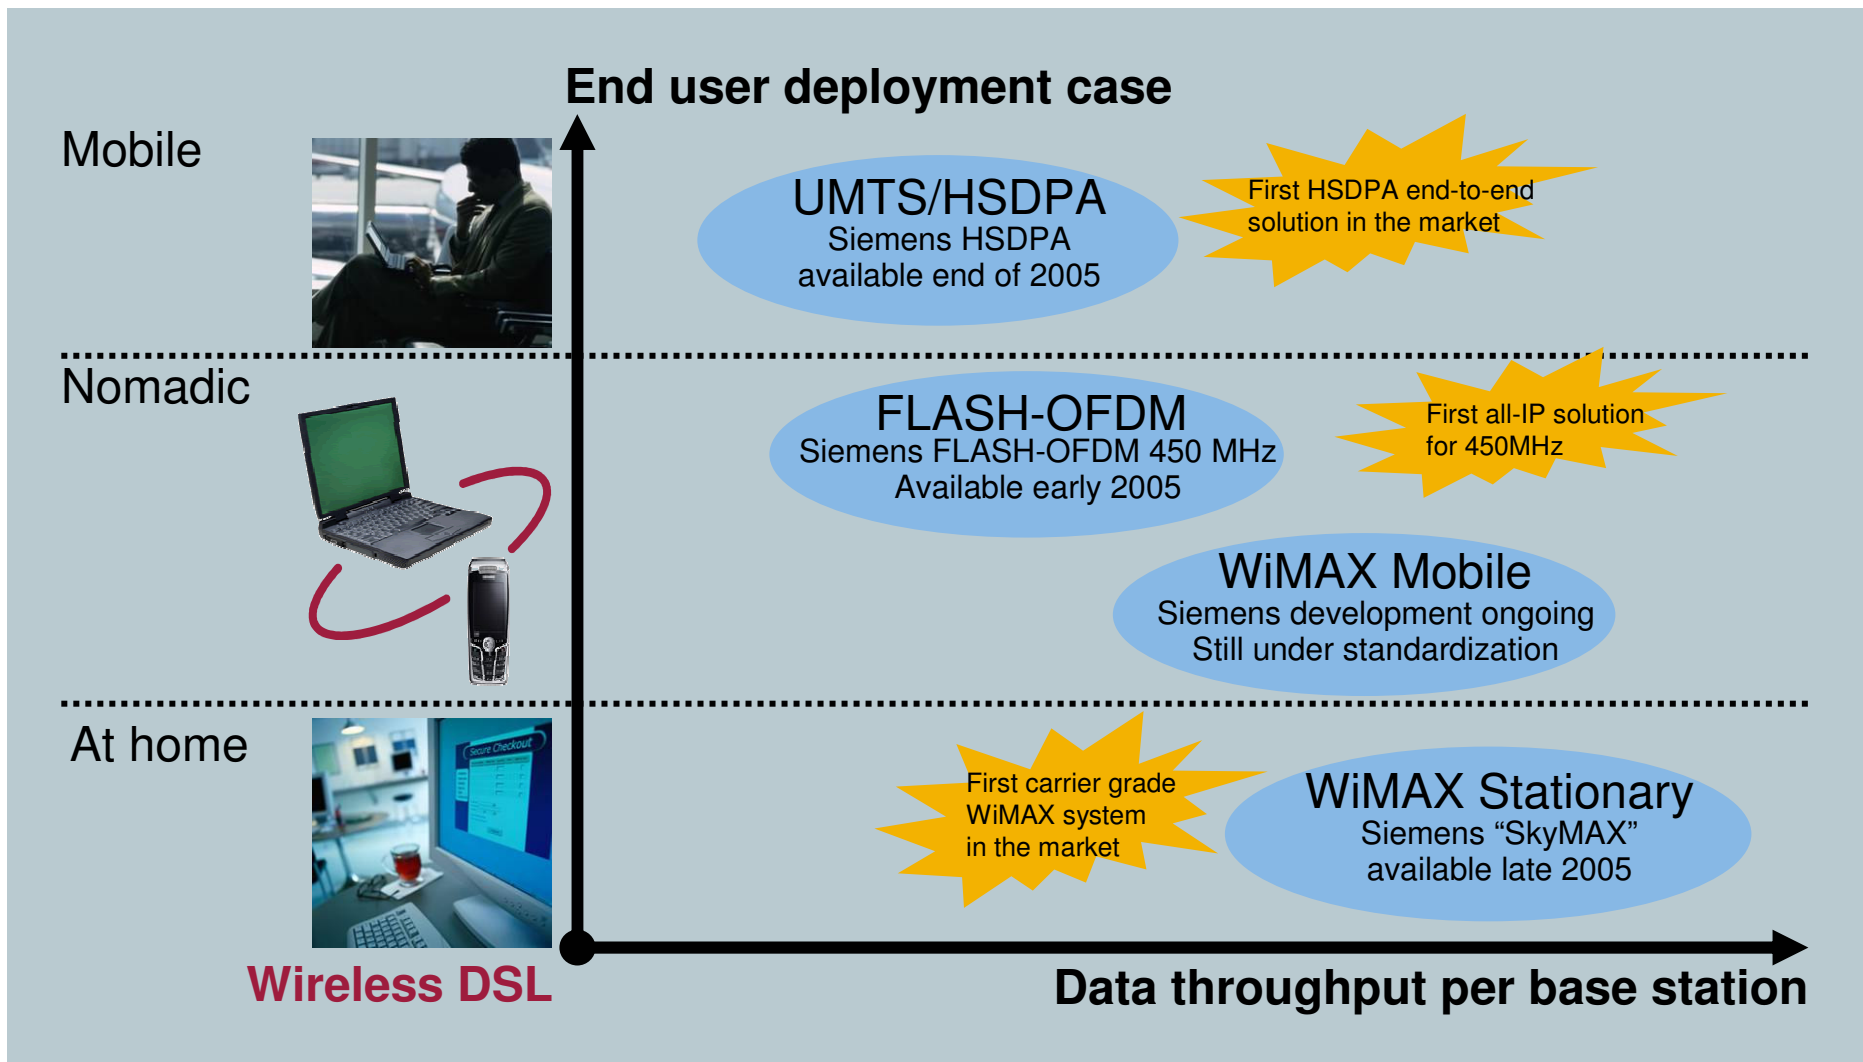 End user deployment case
Mobile
UMTS/HSDPA
Siemens HSDPA
available end of 2005
First HSDPA end-to-end
solution in the market
Nomadic
FLASH-OFDM
Siemens FLASH-OFDM 450 MHz
Available early 2005
First all-IP solution
for 450MHz
WiMAX Mobile
Siemens development ongoing
Still under standardization
At home
Secure Checkout
First carrier grade
WiMAX system
in the market
WiMAX Stationary
Siemens “SkyMAX”
available late 2005
Wireless DSL
Data throughput per base station